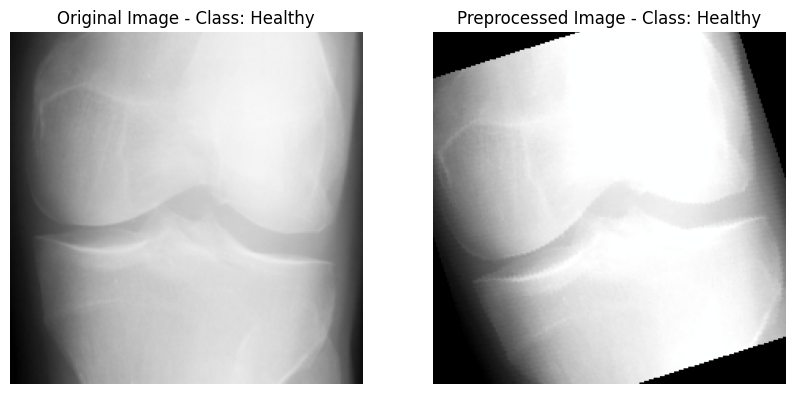 Original Image - Class: Healthy
Preprocessed Image - Class: Healthy